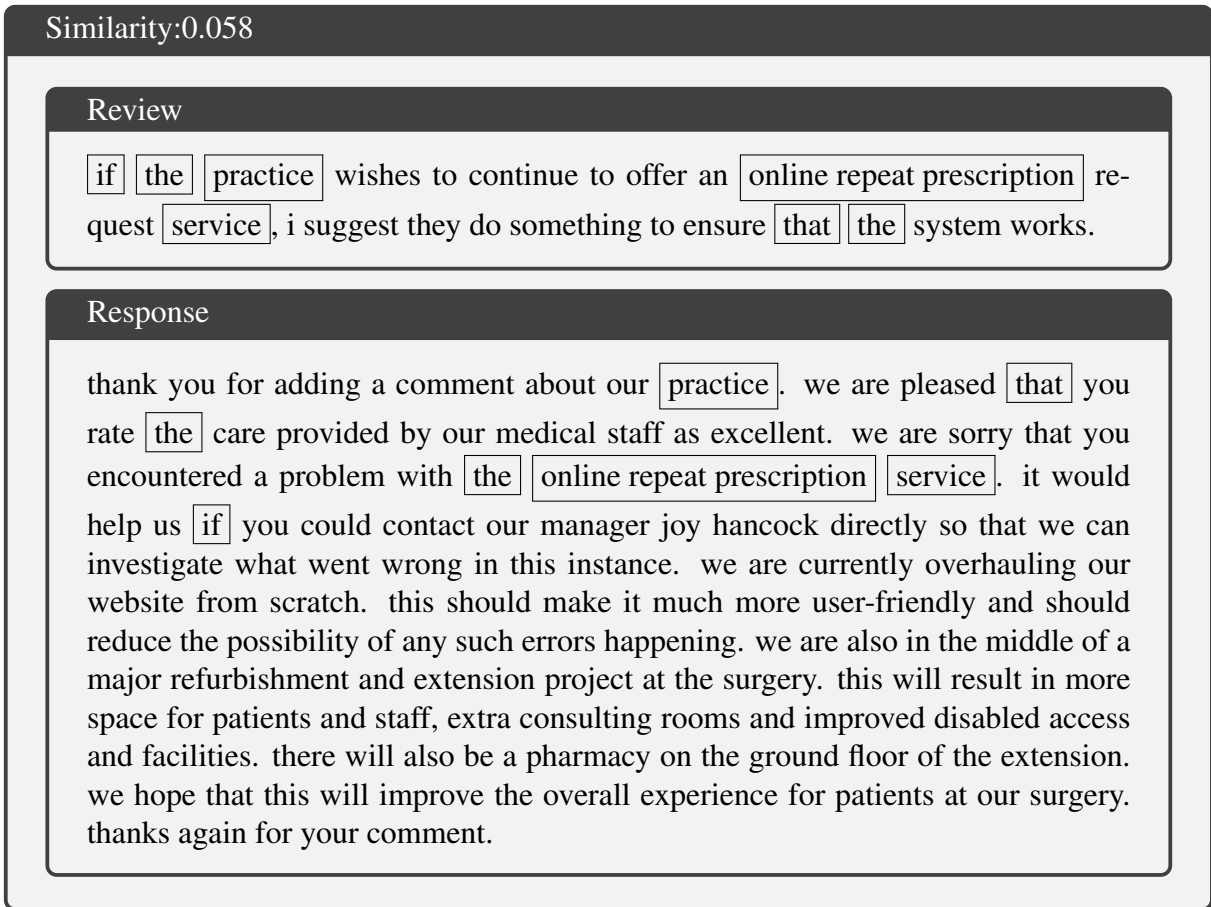 Similarity:0.058
Review
if the practice wishes to continue to offer an online repeat prescription re-
quest service, i suggest they do something to ensure that the system works.
Response
thank you for adding a comment about our practice. we are pleased that you
rate the care provided by our medical staff as excellent. we are sorry that you
encountered a problem with the online repeat prescription service. it would
help us if you could contact our manager joy hancock directly so that we can
investigate what went wrong in this instance. we are currently overhauling our
website from scratch. this should make it much more user-friendly and should
reduce the possibility of any such errors happening. we are also in the middle of a
major refurbishment and extension project at the surgery. this will result in more
space for patients and staff, extra consulting rooms and improved disabled access
and facilities. there will also be a pharmacy on the ground floor of the extension.
we hope that this will improve the overall experience for patients at our surgery.
thanks again for your comment.